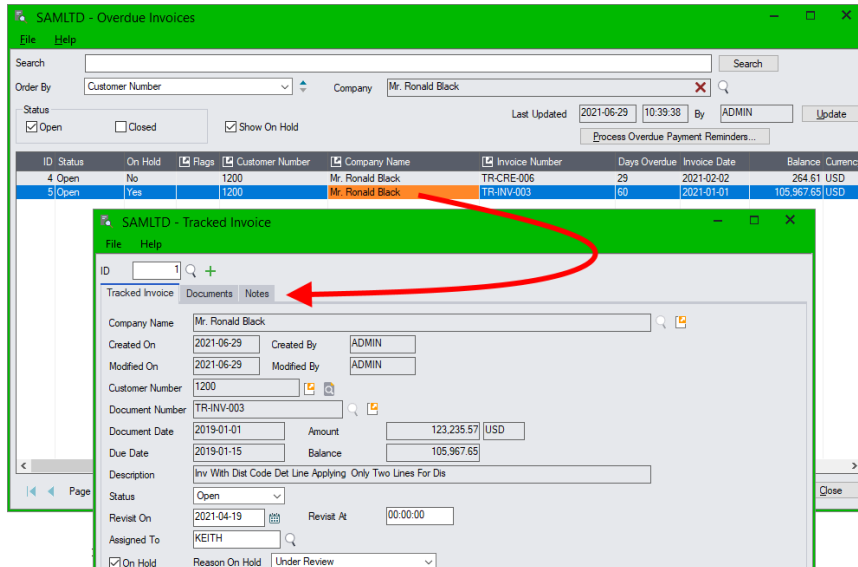 SAMLTD - Overdue Invoices
File Help
Search Search
Order By Customer Number Company Mr. Ronald Black
Status
Open Closed Show On Hold Last Updated 2021-06-29 10:39:38 By ADMIN Update
Process Overdue Payment Reminders...
ID Status On Hold Flags Customer Number Company Name Invoice Number Days Overdue Invoice Date Balance Currenc
4 Open No 1200 Mr. Ronald Black TR-CRE-006 29 2021-02-02 264.61 USD
5 Open Yes 1200 Mr. Ronald Black TR-INV-003 60 2021-01-01 105,967.65 USD
SAMLTD - Tracked Invoice
File Help
ID 1
Tracked Invoice Documents Notes
Company Name Mr. Ronald Black
Created On 2021-06-29 Created By ADMIN
Modified On 2021-06-29 Modified By ADMIN
Customer Number 1200
Document Number TR-INV-003
Document Date 2019-01-01 Amount 123,235.57 USD
Due Date 2019-01-15 Balance 105,967.65
Description Inv With Dist Code Det Line Applying Only Two Lines For Dis
Page Status Open Close
Revisit On 2021-04-19 Revisit At 00:00:00
Assigned To KEITH
On Hold Reason On Hold Under Review